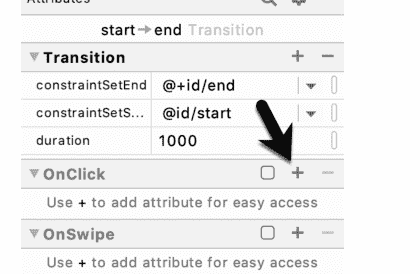 Attributes
start → end Transition
Transition
constraintSetEnd @+id/end
constraintSetS... @id/start
duration 1000
OnClick
Use + to add attribute for easy access
OnSwipe
Use + to add attribute for easy access